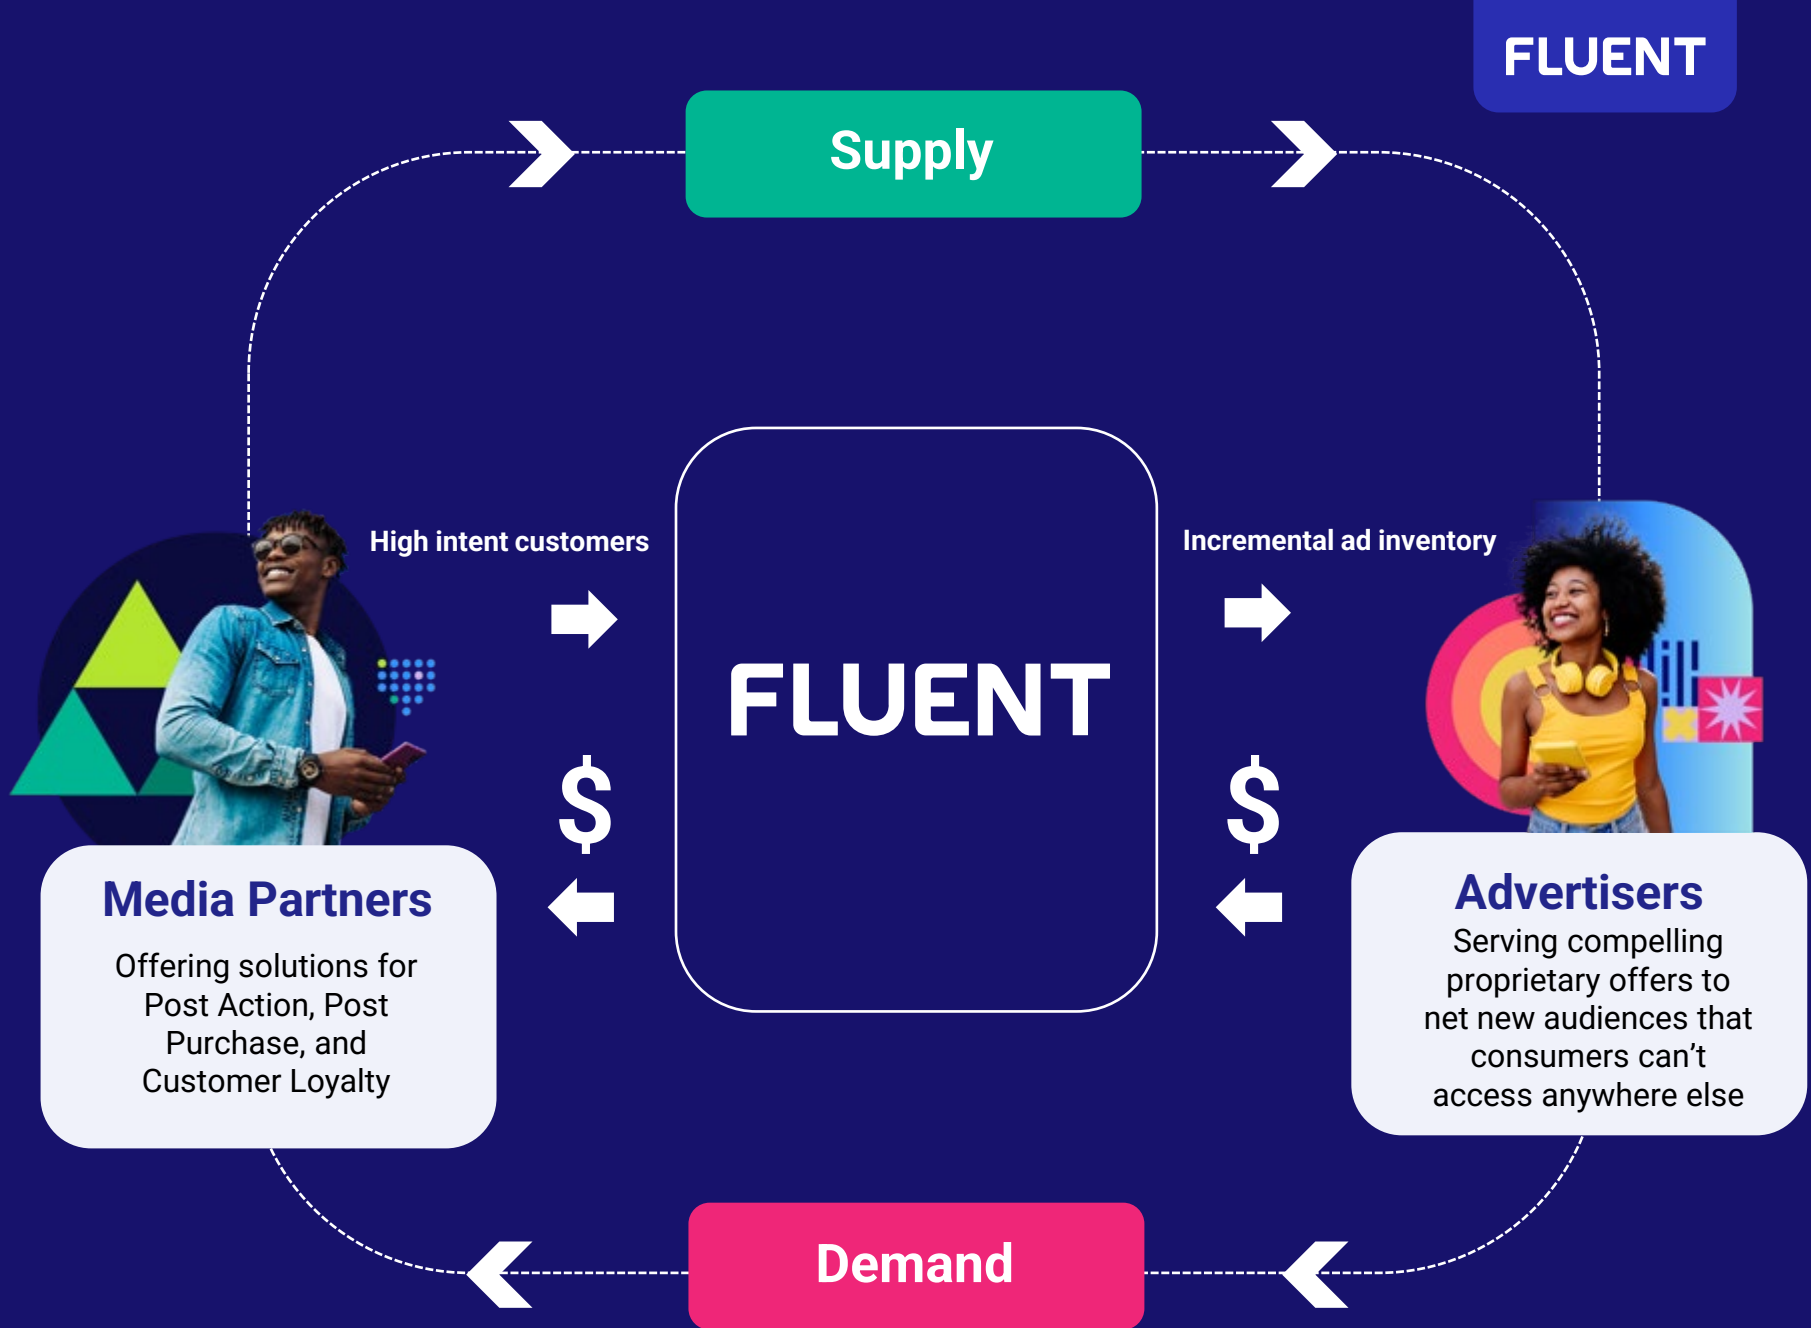 FLUENT
Supply
High intent customers
Incremental ad inventory
FLUENT
$
$
Media Partners
Offering solutions for
Post Action, Post
Purchase, and
Customer Loyalty
Advertisers
Serving compelling
proprietary offers to
net new audiences that
consumers can’t
access anywhere else
Demand